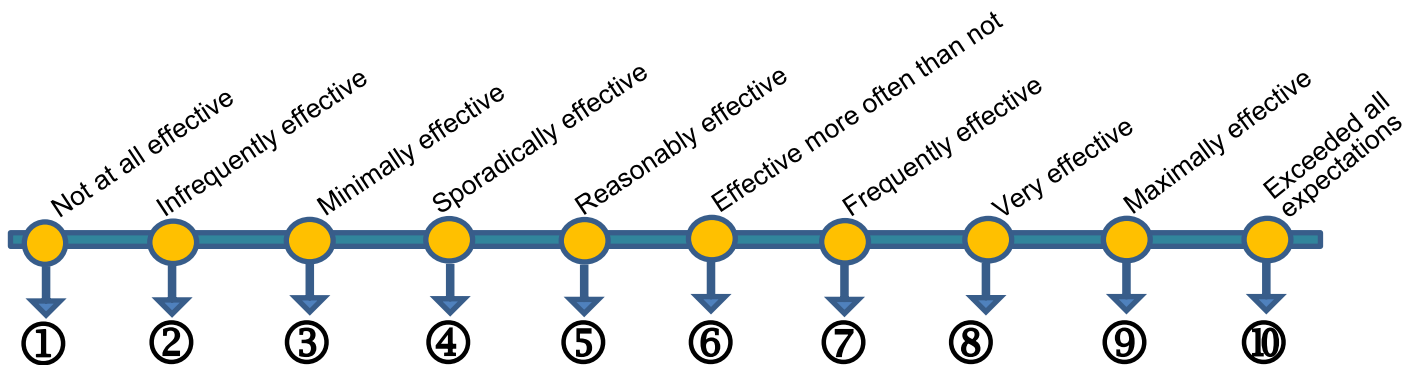 Not at all effective
Infrequently effective
Minimally effective
Sporadically effective
Reasonably effective
Effective more often than not
Frequently effective
Very effective
Maximally effective
Exceeded all
expectations
① ② ③ ④ ⑤ ⑥ ⑦ ⑧ ⑨ ⑩